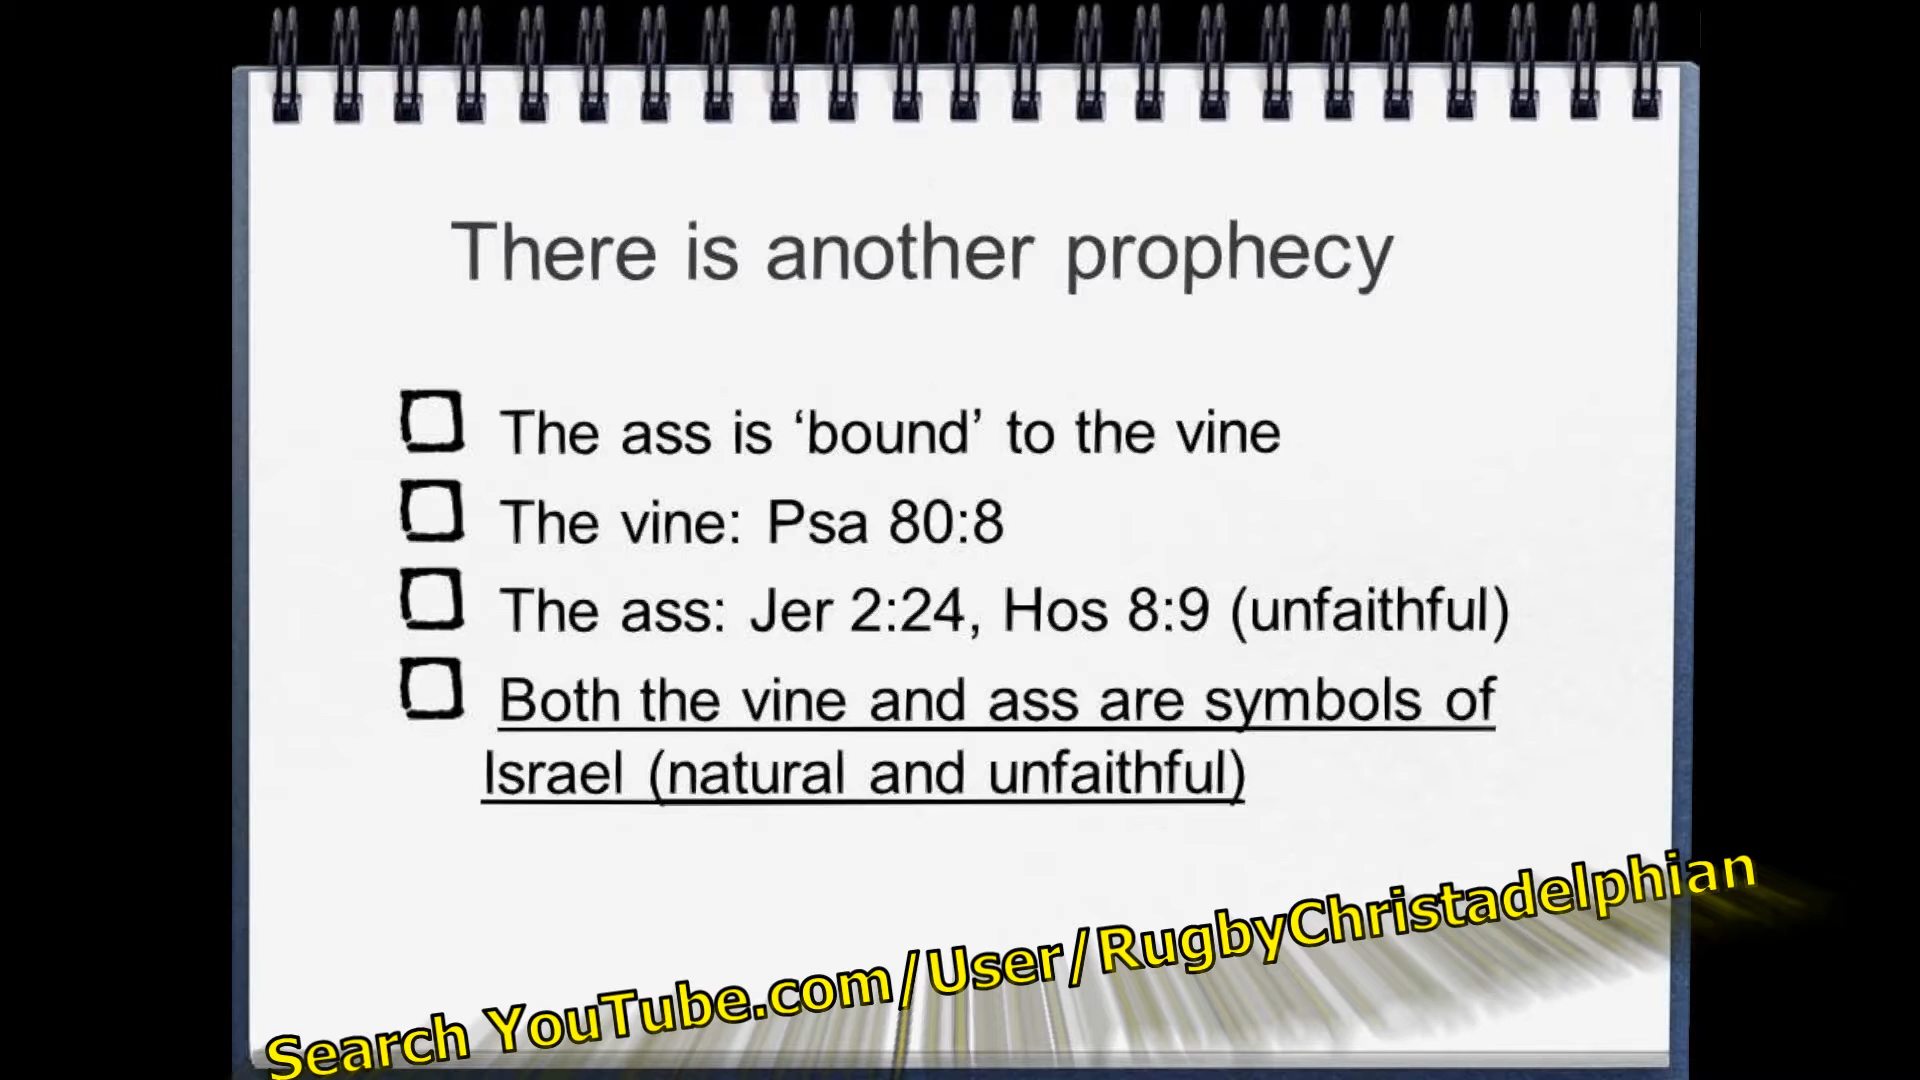 There is another prophecy
The ass is ‘bound’ to the vine
The vine: Psa 80:8
The ass: Jer 2:24, Hos 8:9 (unfaithful)
Both the vine and ass are symbols of
Israel (natural and unfaithful)
Search YouTube.com/User/RugbyChristadelphian